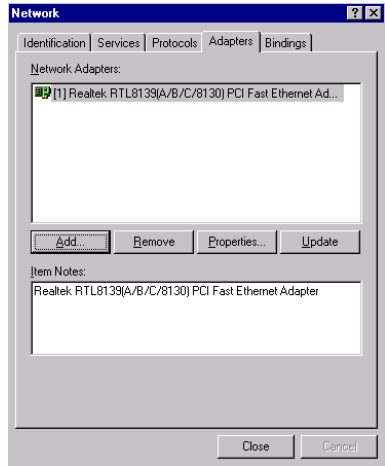 Network
Identification Services Protocols Adapters Bindings
Network Adapters:
[1] Realtek RTL8139(A/B/C/8130) PCI Fast Ethernet Ad...
Add... Remove Properties... Update
Item Notes:
Realtek RTL8139(A/B/C/8130) PCI Fast Ethernet Adapter
Close Cancel